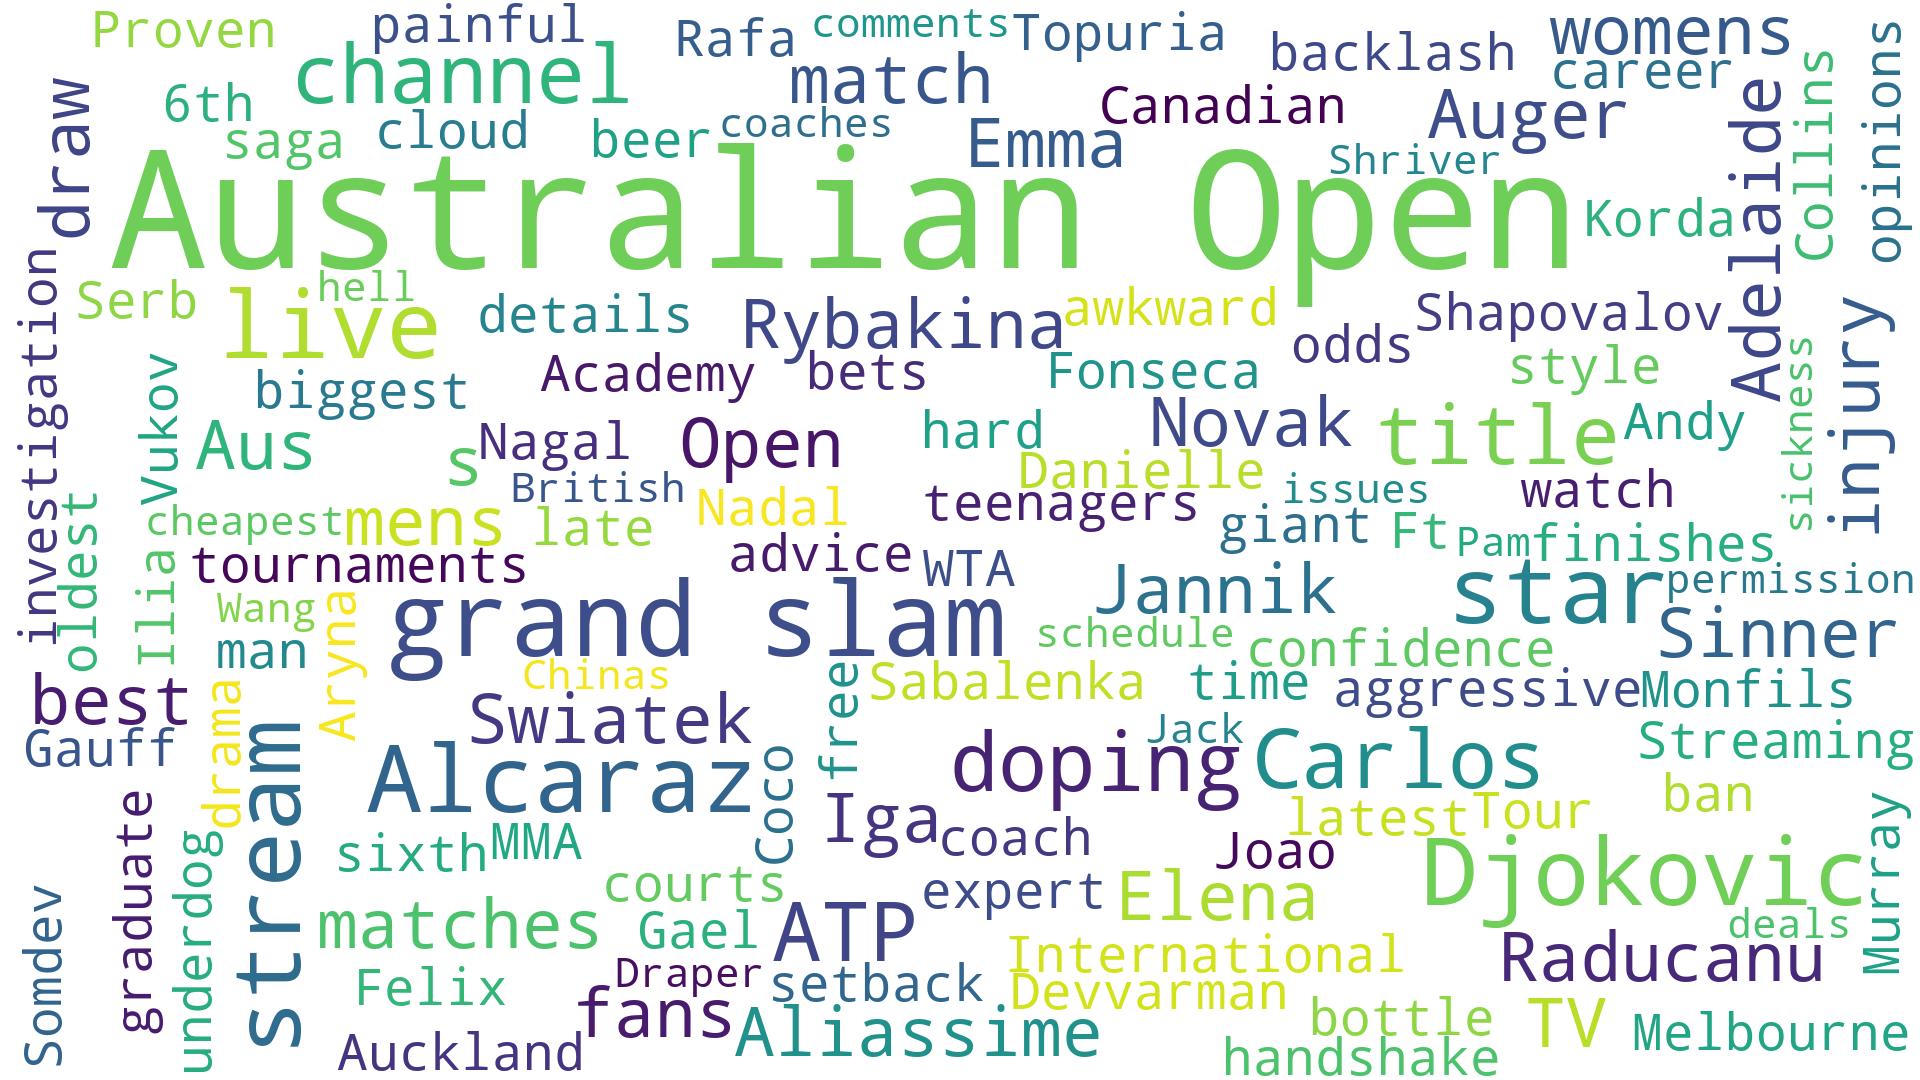 Proven
painful
Rafa
comments
Topuria
womens
backlash
career
channel
match
6th
Canadian
Auger
opinions
draw
saga
cloud
beer
coaches
Emma
Shriver
Collins
Adelaide
Australian Open
Korda
Serb
hell
live
details
Rybakina
awkward
Shapovalov
odds
investigation
biggest
Academy
bets
Fonseca
style
injury
Vukov
Aus
s
Nagal
Open
hard
Novak
title
Andy
sickness
Danielle
British
Nadal
teenagers
issues
watch
cheapest
mens
late
giant
Ft
Pam
finishes
oldest
tournaments
advice
WTA
Jannik
star
permission
Ilia
Wang
grand slam
schedule
confidence
Sinner
man
Aryna
Chinas
Sabalenka
time
aggressive
Monfils
best
Swiatek
free
Jack
Gauff
drama
stream
Alcaraz
Coco
doping
Carlos
Streaming
ban
latest
Tour
Iga
coach
Joao
sixth
MMA
graduate
underdog
courts
expert
Elena
Djokovic
Murray
deals
Somdev
matches
Gael
ATP
International
Raducanu
Felix
Draper
setback
Devvarman
fans
Aliassime
bottle
TV
Melbourne
Auckland
handshake